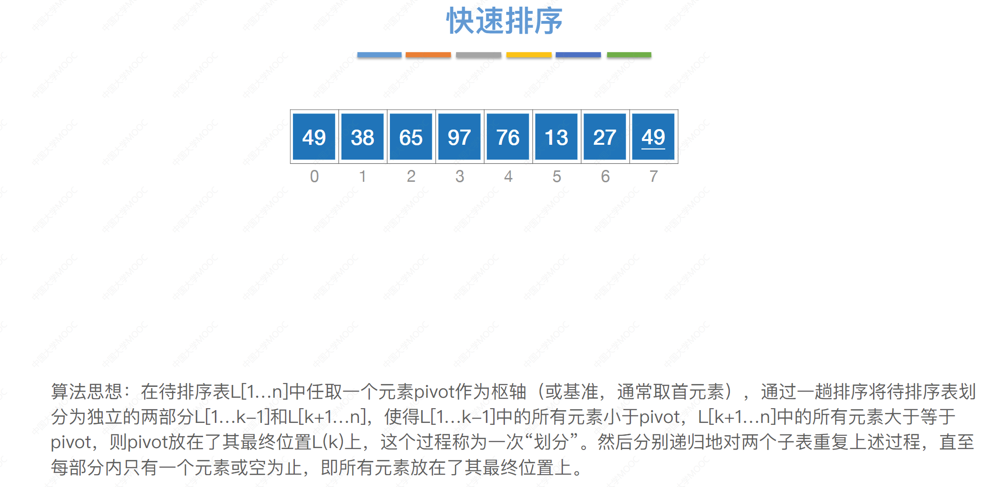 快速排序
49 38 65 97 76 13 27 49
0 1 2 3 4 5 6 7
算法思想：在待排序表L[1…n]中任取一个元素pivot作为枢轴（或基准，通常取首元素），通过一趟排序将待排序表划
分为独立的两部分L[1…k-1]和L[k+1…n]，使得L[1…k-1]中的所有元素小于pivot，L[k+1…n]中的所有元素大于等于
pivot，则pivot放在了其最终位置L(k)上，这个过程称为一次“划分”。然后分别递归地对两个子表重复上述过程，直至
每部分内只有一个元素或空为止，即所有元素放在了其最终位置上。
中国大学MOOC